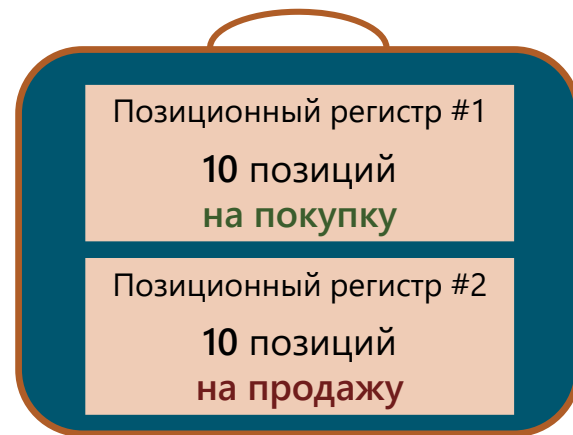 Позиционный регистр #1
10 позиций
на покупку
Позиционный регистр #2
10 позиций
на продажу